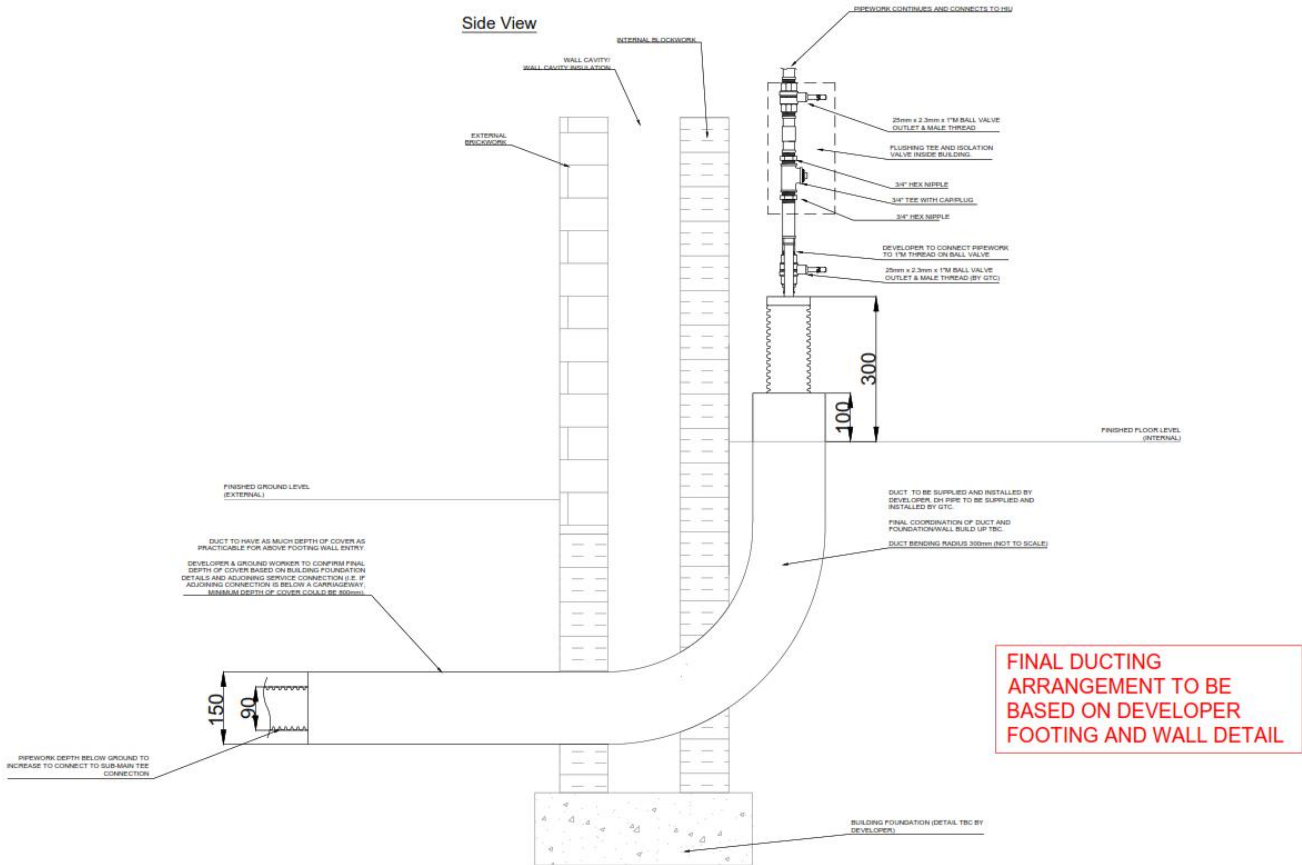 Side View
PIPEWORK CONTINUES AND CONNECTS TO HIU
INTERNAL BLOCKWORK
WALL CAVITY/
WALL CAVITY INSULATION
EXTERNAL
BRICKWORK
25mm x 2.3mm x 1"M BALL VALVE
OUTLET & MALE THREAD
FLUSHING TEE AND ISOLATION
VALVE INSIDE BUILDING.
3/4" HEX NIPPLE
3/4" TEE WITH CAP/PLUG
3/4" HEX NIPPLE
DEVELOPER TO CONNECT PIPEWORK
TO 1"M THREAD ON BALL VALVE
25mm x 2.3mm x 1"M BALL VALVE
OUTLET & MALE THREAD (BY GTC)
300
100
FINISHED FLOOR LEVEL
(INTERNAL)
FINISHED GROUND LEVEL
(EXTERNAL)
DUCT TO BE SUPPLIED AND INSTALLED BY
DEVELOPER. DH PIPE TO BE SUPPLIED AND
INSTALLED BY GTC.
FINAL COORDINATION OF DUCT AND
FOUNDATION/WALL BUILD UP TBC.
DUCT BENDING RADIUS 300mm (NOT TO SCALE)
DUCT TO HAVE AS MUCH DEPTH OF COVER AS
PRACTICABLE FOR ABOVE FOOTING WALL ENTRY.
DEVELOPER & GROUND WORKER TO CONFIRM FINAL
DEPTH OF COVER BASED ON BUILDING FOUNDATION
DETAILS AND ADJOINING SERVICE CONNECTION (I.E. IF
ADJOINING CONNECTION IS BELOW A CARRIAGEWAY,
MINIMUM DEPTH OF COVER COULD BE 800mm).
150
90
FINAL DUCTING
ARRANGEMENT TO BE
BASED ON DEVELOPER
FOOTING AND WALL DETAIL
PIPEWORK DEPTH BELOW GROUND TO
INCREASE TO CONNECT TO SUB-MAIN TEE
CONNECTION
BUILDING FOUNDATION (DETAIL TBC BY
DEVELOPER)